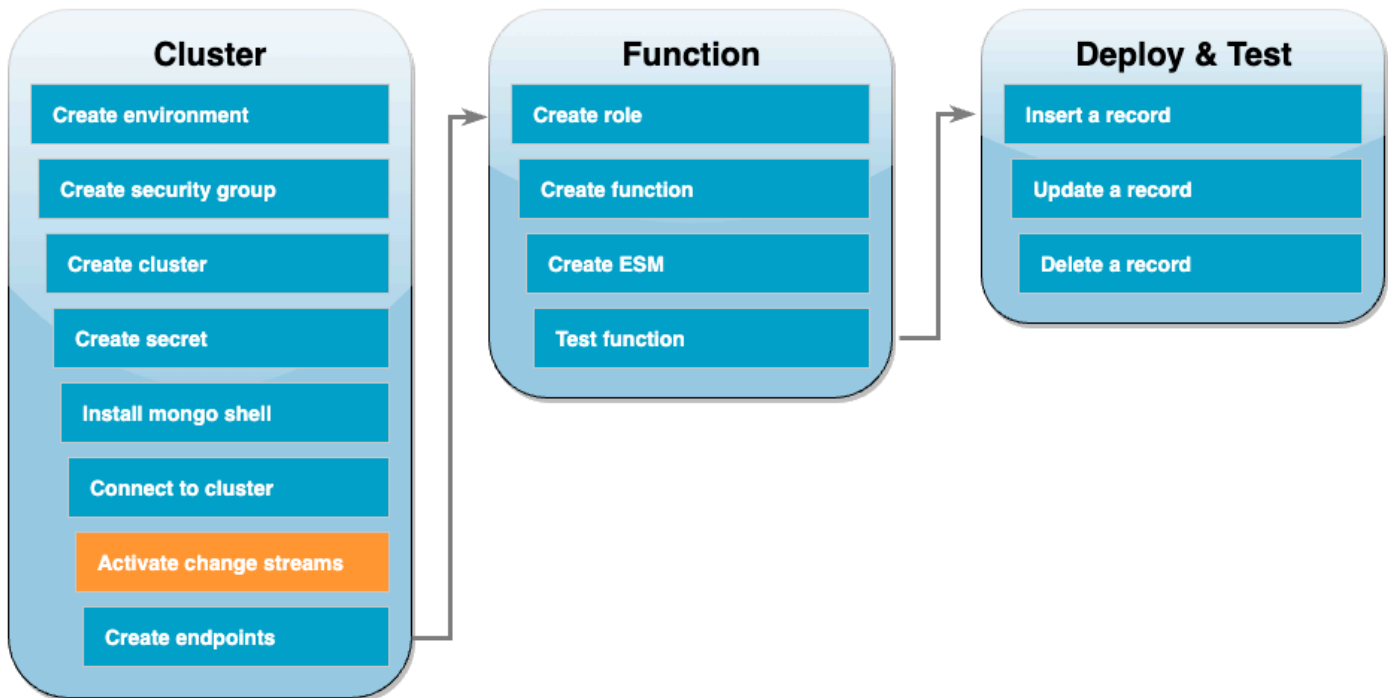 Cluster
Create environment
Create security group
Create cluster
Create secret
Install mongo shell
Connect to cluster
Activate change streams
Create endpoints
Function
Create role
Create function
Create ESM
Test function
Deploy & Test
Insert a record
Update a record
Delete a record